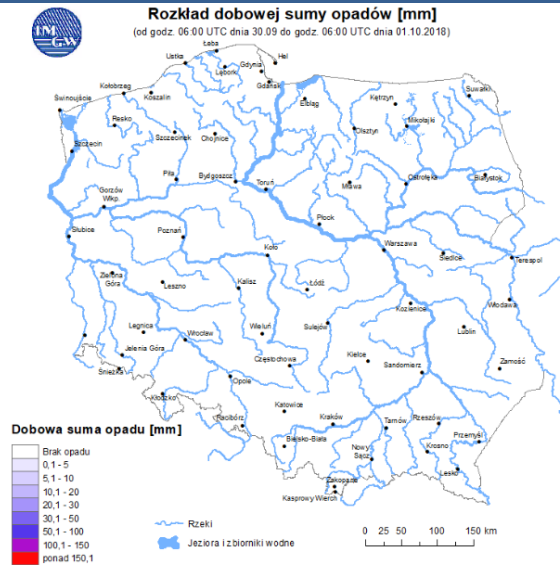 Rozkład dobowej sumy opadów [mm]
(od godz. 06:00 UTC dnia 30.09 do godz. 06:00 UTC dnia 01.10.2018)
IM
GW
Łeba
Ustka
Hel
Gdynia
Lębork
Gdańsk
Kołobrzeg
Koszalin
Świnoujście
Resko
Elbląg
Kętrzyn
Suwałki
Mikołajki
Olsztyn
Szczecinek
Chojnice
Szczecin
Piła
Bydgoszcz
Toruń
Mława
Ostrołęka
Białystok
Gorzów
Wlkp.
Płock
Słubice
Poznań
Koło
Warszawa
Siedlce
Terespol
Zielona
Góra
Leszno
Kalisz
Łódź
Kozienice
Włodawa
Legnica
Wrocław
Wieluń
Sulejów
Lublin
Jelenia Góra
Śnieżka
Częstochowa
Kielce
Sandomierz
Zamość
Kłodzko
Opole
Katowice
Racibórz
Kraków
Tarnów
Rzeszów
Bielsko-Biała
Nowy
Sącz
Krosno
Przemyśl
Lesko
Zakopane
Kasprowy Wierch
Dobowa suma opadu [mm]
Brak opadu
0,1 - 5
5,1 - 10
10,1 - 20
20,1 - 30
30,1 - 50
50,1 - 100
100,1 - 150
ponad 150,1
Rzeki
Jeziora i zbiorniki wodne
0 25 50 100 150 km